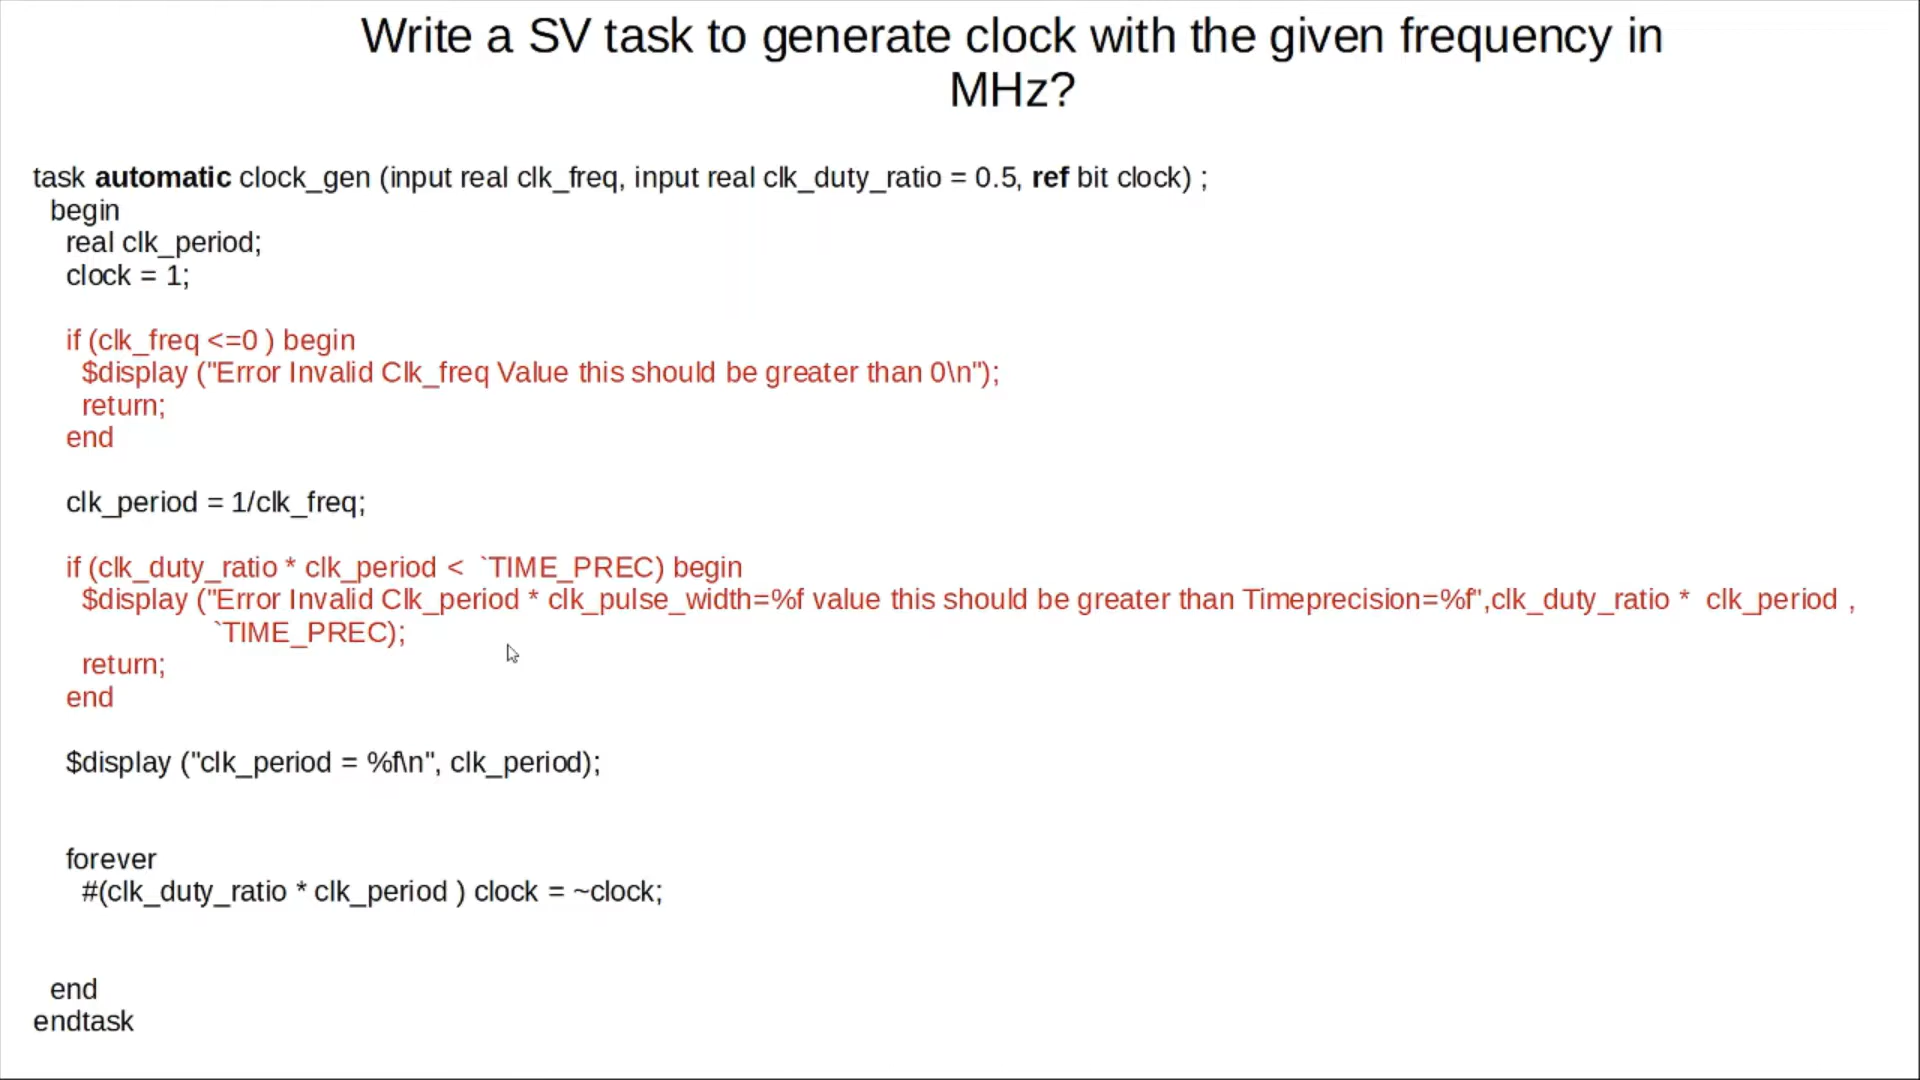 Write a SV task to generate clock with the given frequency in
MHz?
task automatic clock_gen (input real clk_freq, input real clk_duty_ratio = 0.5, ref bit clock) ;
begin
real clk_period;
clock = 1;
if (clk_freq <=0 ) begin
$display ("Error Invalid Clk_freq Value this should be greater than 0\n");
return;
end
clk_period = 1/clk_freq;
if (clk_duty_ratio * clk_period < `TIME_PREC) begin
$display ("Error Invalid Clk_period * clk_pulse_width=%f value this should be greater than Timeprecision=%f",clk_duty_ratio * clk_period ,
`TIME_PREC);
return;
end
$display ("clk_period = %f\n", clk_period);
forever
#(clk_duty_ratio * clk_period ) clock = ~clock;
end
endtask